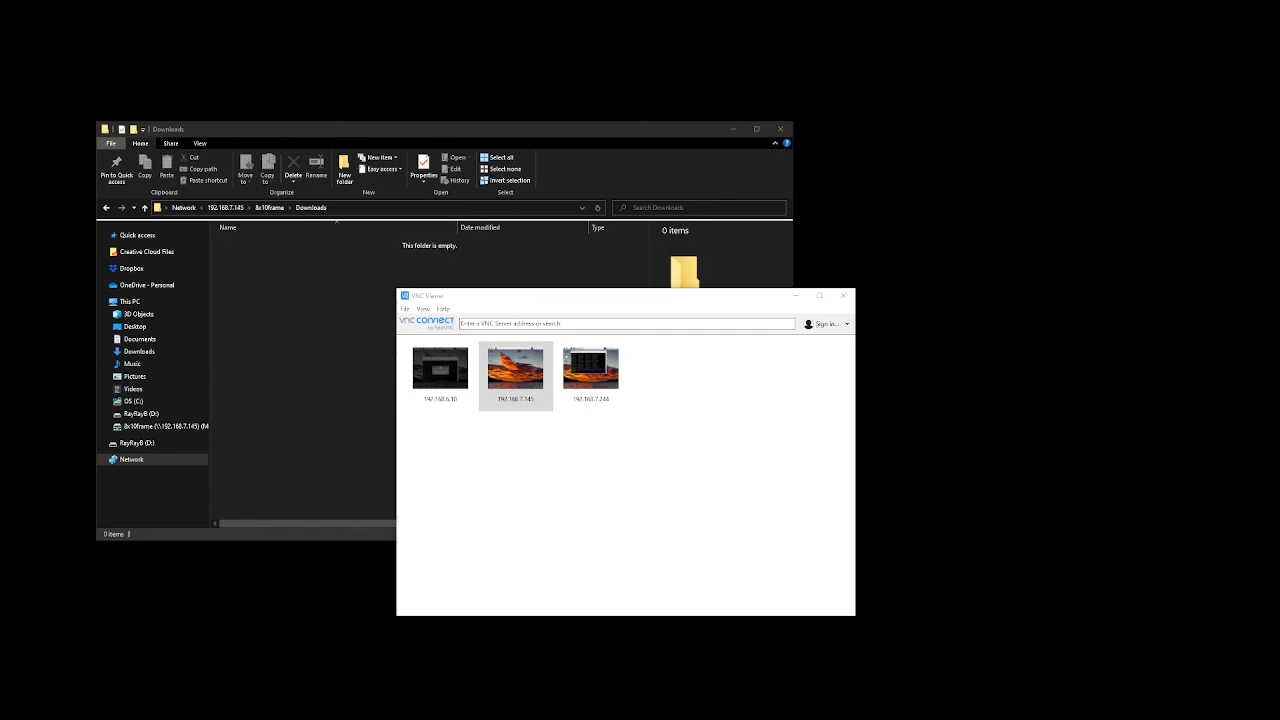 Downloads
File Home Share View
Pin to Quick access
Copy
Paste
Cut
Copy path
Paste shortcut
Clipboard
Move to
Copy to
Delete
Rename
Organize
New folder
New item
Easy access
New
Properties
Open
Edit
History
Open
Select all
Select none
Invert selection
Select
Network > 192.168.7.145 > 8x10frame > Downloads
Search Downloads
Name
Date modified
Type
This folder is empty.
0 items
Quick access
Creative Cloud Files
Dropbox
OneDrive - Personal
This PC
3D Objects
Desktop
Documents
Downloads
Music
Pictures
Videos
OS (C:)
RayRayB (D:)
8x10frame (\\192.168.7.145) (M
RayRayB (D:)
Network
0 items
VNC Viewer
File View Help
vnc connect
by RealVNC
Enter a VNC Server address or search
Sign in...
192.168.6.10
192.168.7.145
192.168.7.244